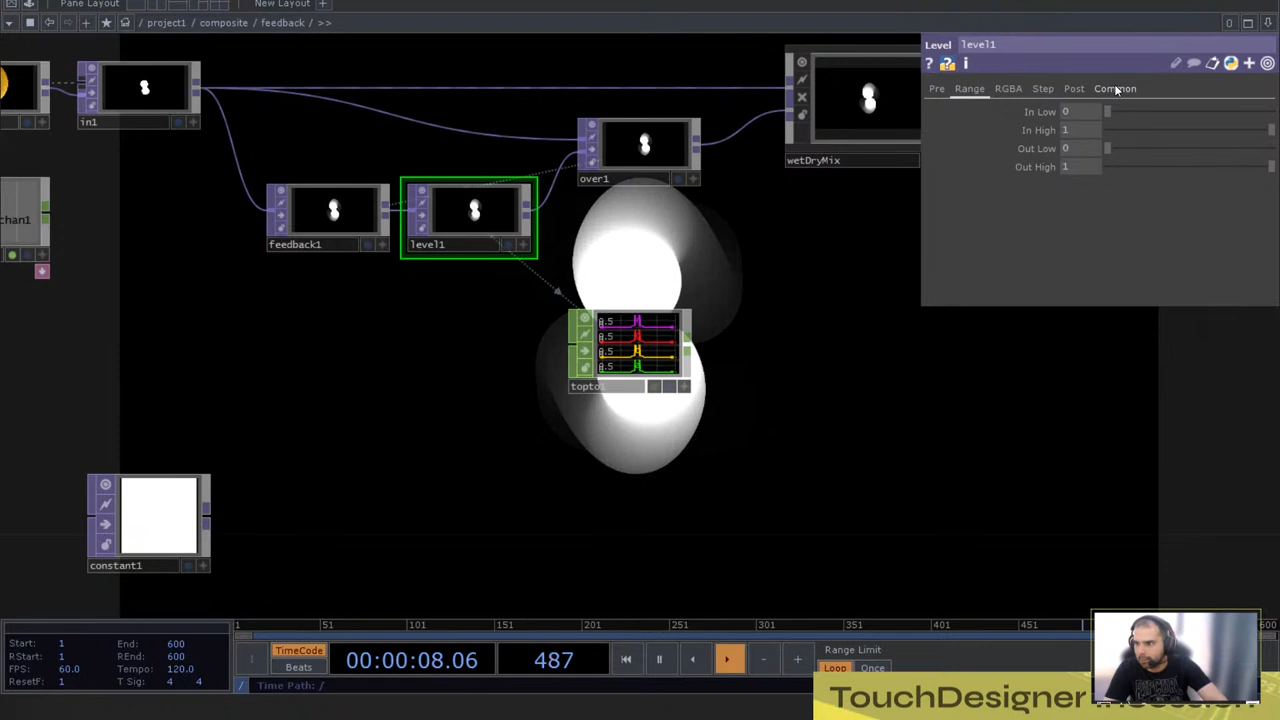 Pane Layout New Layout +
/ project1 / composite / feedback / >> 0
Level level1
? ? i
Pre Range RGBA Step Post Common
In Low 0
In High 1
Out Low 0
Out High 1
in1
over1
wetDryMix
chan1
feedback1
level1
topto
constant1
1 51 101 151 201 251 301 351 401 451 600
Start: 1 End: 600
RStart: 1 REnd: 600
FPS: 60.0 Tempo: 120.0
ResetF: 1 T Sig: 4 4
TimeCode
Beats
00:00:08.06 487
Range Limit
Loop Once
/ Time Path: /
TouchDesigner